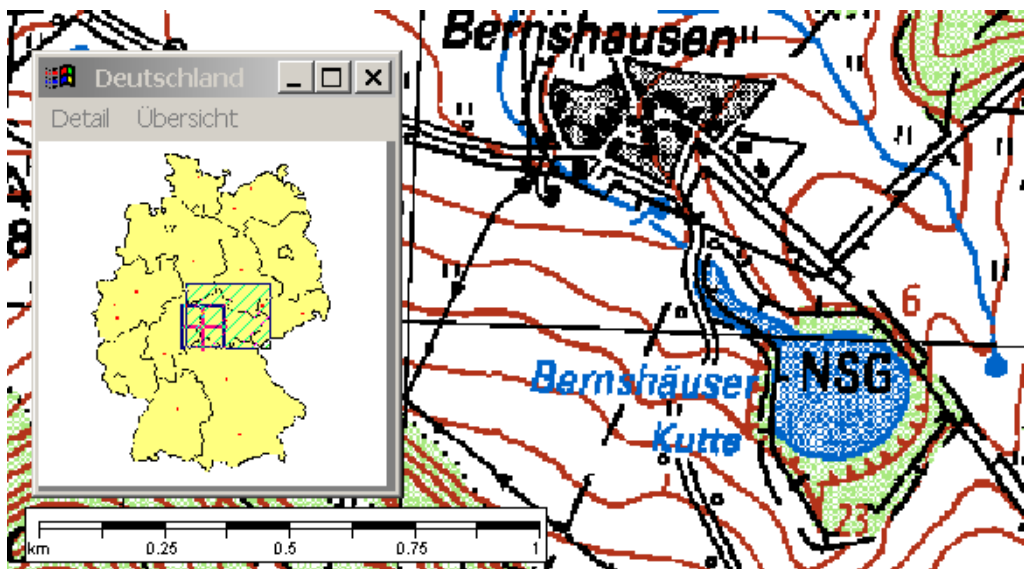 Bernshausen
Deutschland
Detail Übersicht
6
NSG
Bernshäuser
Kutte
23
km 0.25 0.5 0.75 1